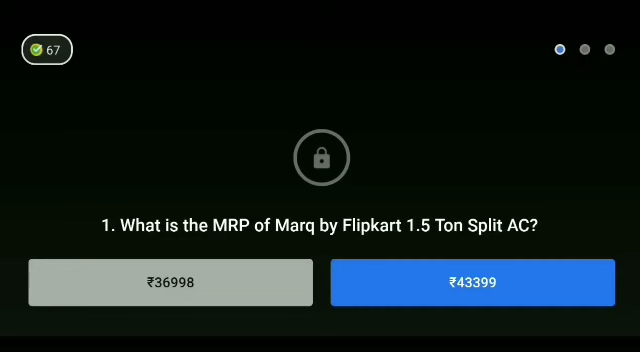 67
1. What is the MRP of Marq by Flipkart 1.5 Ton Split AC?
₹36998
₹43399